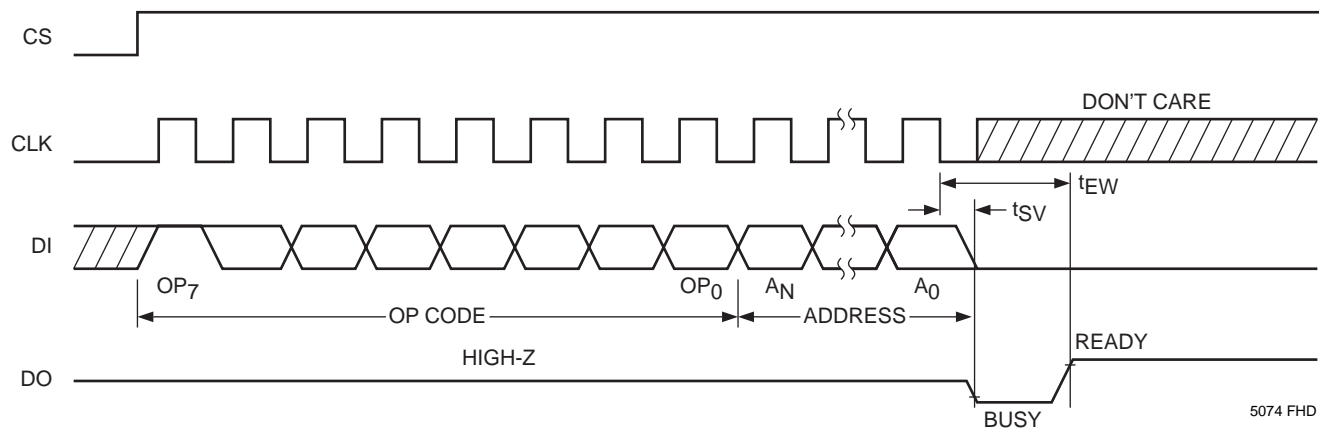 CS
DON'T CARE
CLK
tEW
tSV
DI
OP7 OP0 AN A0
OP CODE ADDRESS
HIGH-Z READY
DO
BUSY
5074 FHD